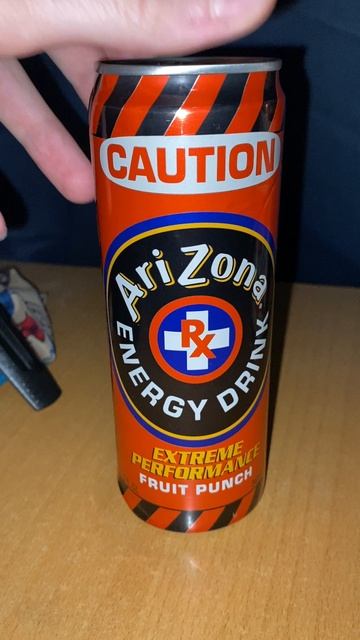 CAUTION
AriZona
RX
ENERGY DRINK
EXTREME
PERFORMANCE
FRUIT PUNCH